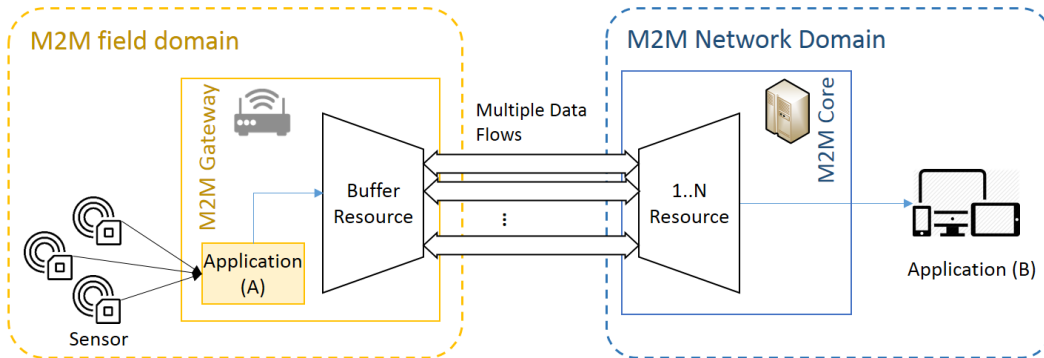 M2M field domain
M2M Gateway
Sensor
Application
(A)
Buffer
Resource
Multiple Data
Flows
...
M2M Network Domain
M2M Core
1..N
Resource
Application (B)